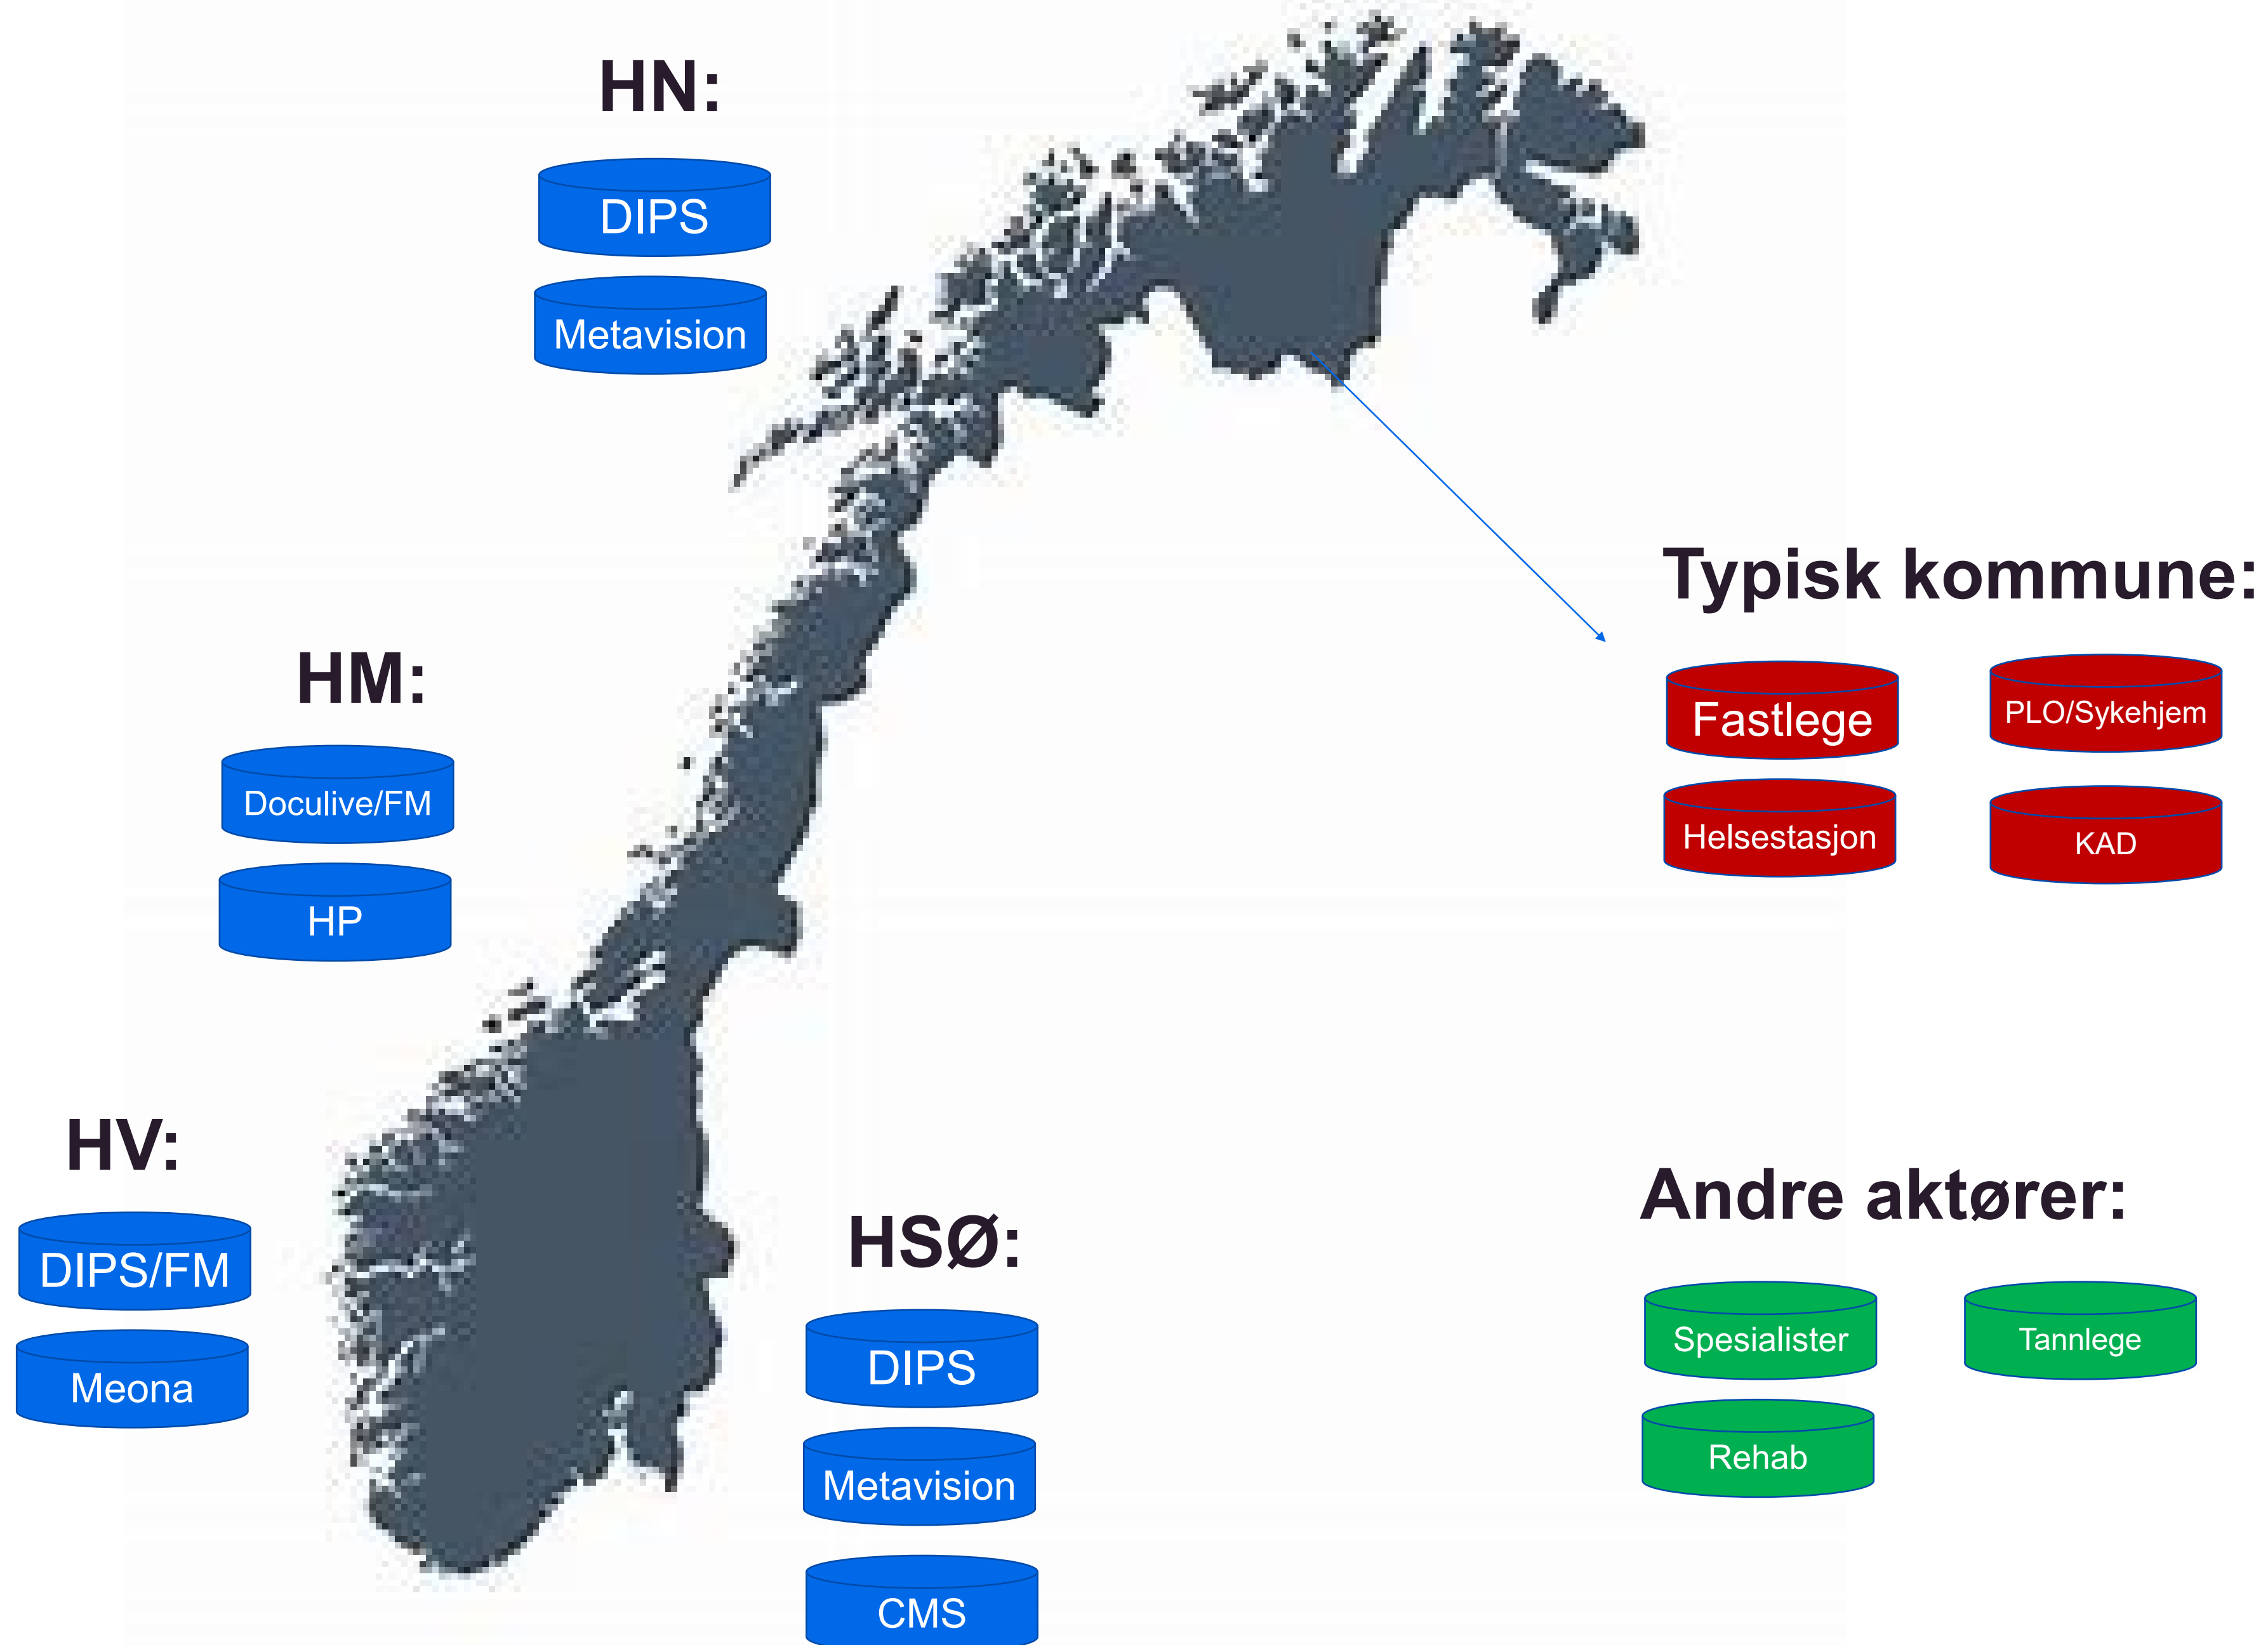 HN:
DIPS
Metavision
HM:
Doculive/FM
HP
HV:
DIPS/FM
Meona
HSØ:
DIPS
Metavision
CMS
Typisk kommune:
Fastlege
PLO/Sykehjem
Helsestasjon
KAD
Andre aktører:
Spesialister
Tannlege
Rehab